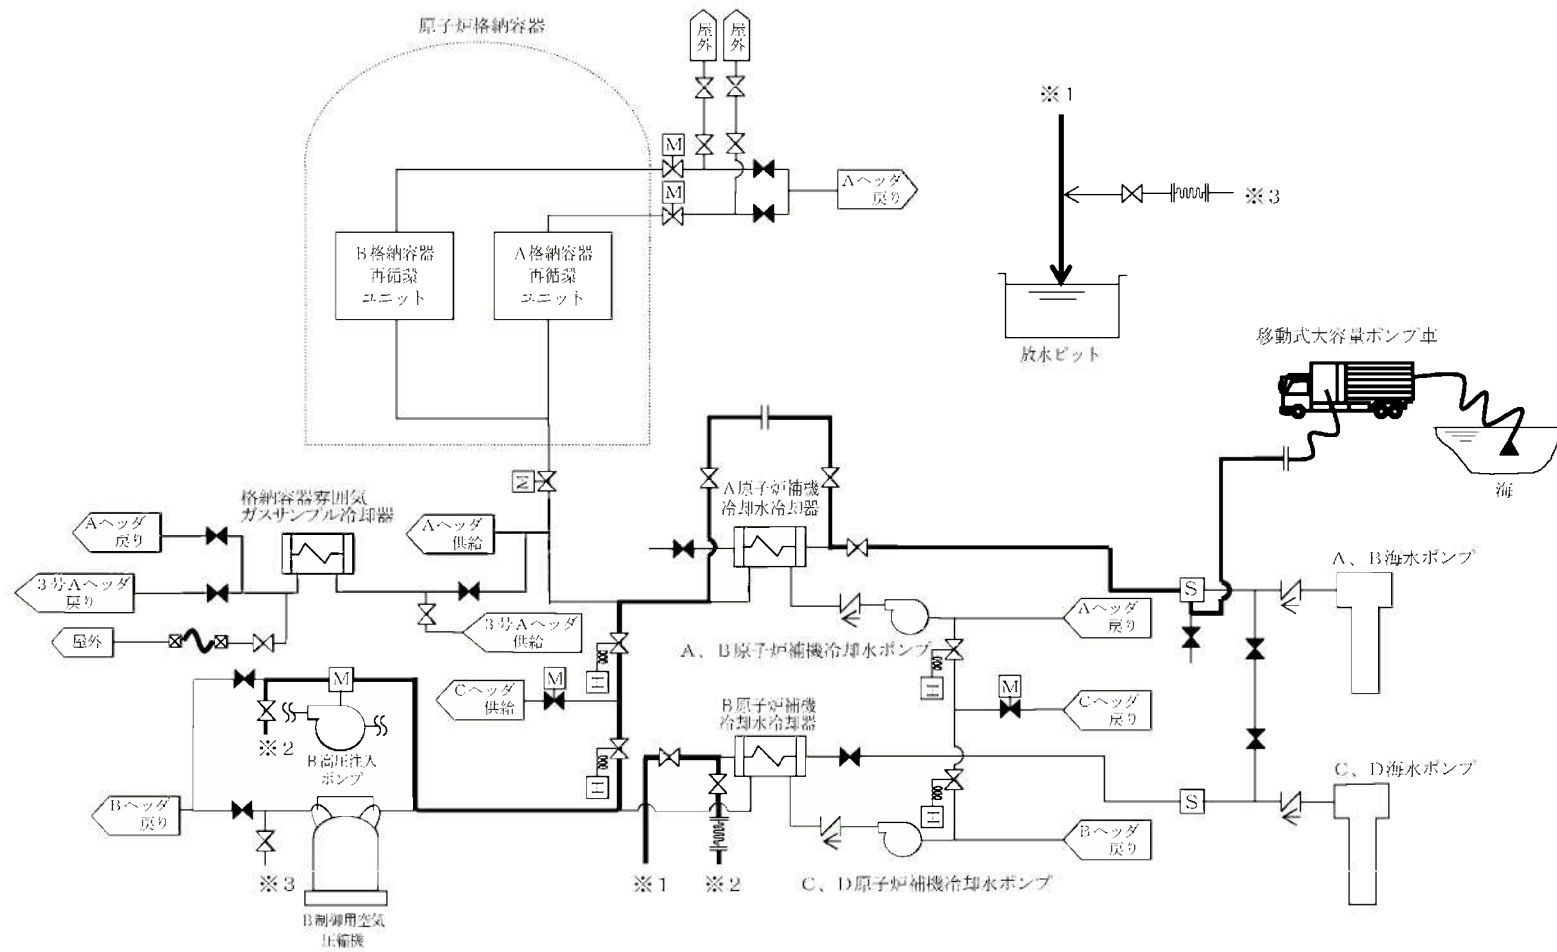 原子炉格納容器
屋外
屋外
※1
M
M
Aヘッダ
戻り
※3
B格納容器
再循環
ユニット
A格納容器
再循環
ユニット
放水ピット
移動式大容量ポンプ車
海
M
格納容器雰囲気
ガスサンプル冷却器
A原子炉補機
冷却水冷却器
Aヘッダ
戻り
Aヘッダ
供給
3号Aヘッダ
戻り
3号Aヘッダ
供給
屋外
S
A、B海水ポンプ
Aヘッダ
戻り
A、B原子炉補機冷却水ポンプ
H
H
M
Cヘッダ
供給
M
M
Cヘッダ
戻り
B原子炉補機
冷却水冷却器
※2
B高圧注入
ポンプ
H
H
C、D海水ポンプ
S
Bヘッダ
戻り
Bヘッダ
戻り
※3
※1
※2
C、D原子炉補機冷却水ポンプ
B制御用空気
圧縮機